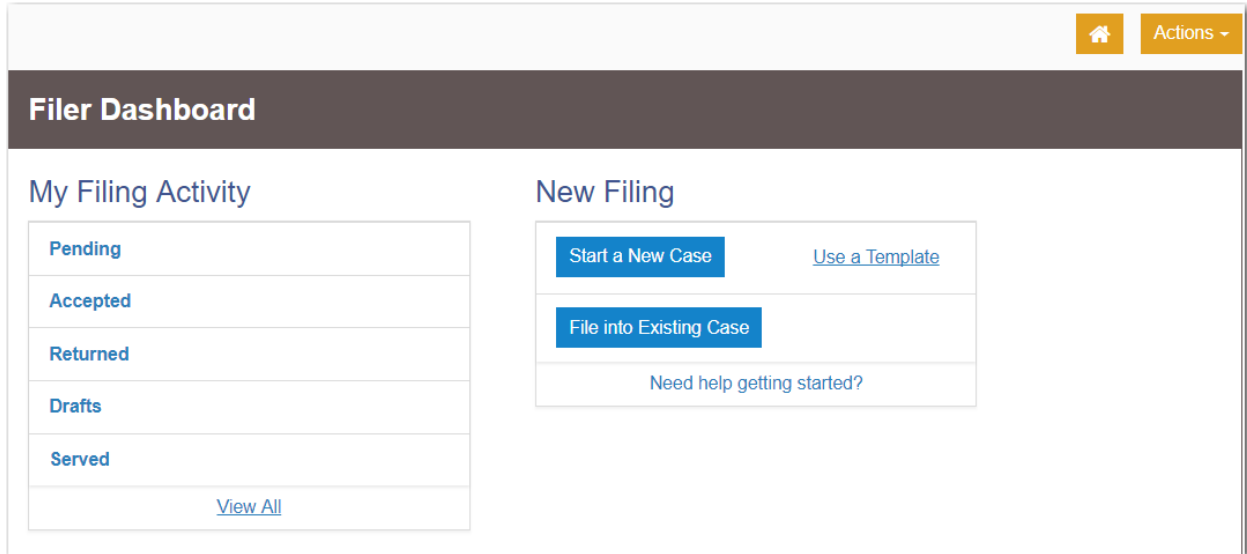 Actions
Filer Dashboard
My Filing Activity
Pending
Accepted
Returned
Drafts
Served
View All
New Filing
Start a New Case
Use a Template
File into Existing Case
Need help getting started?